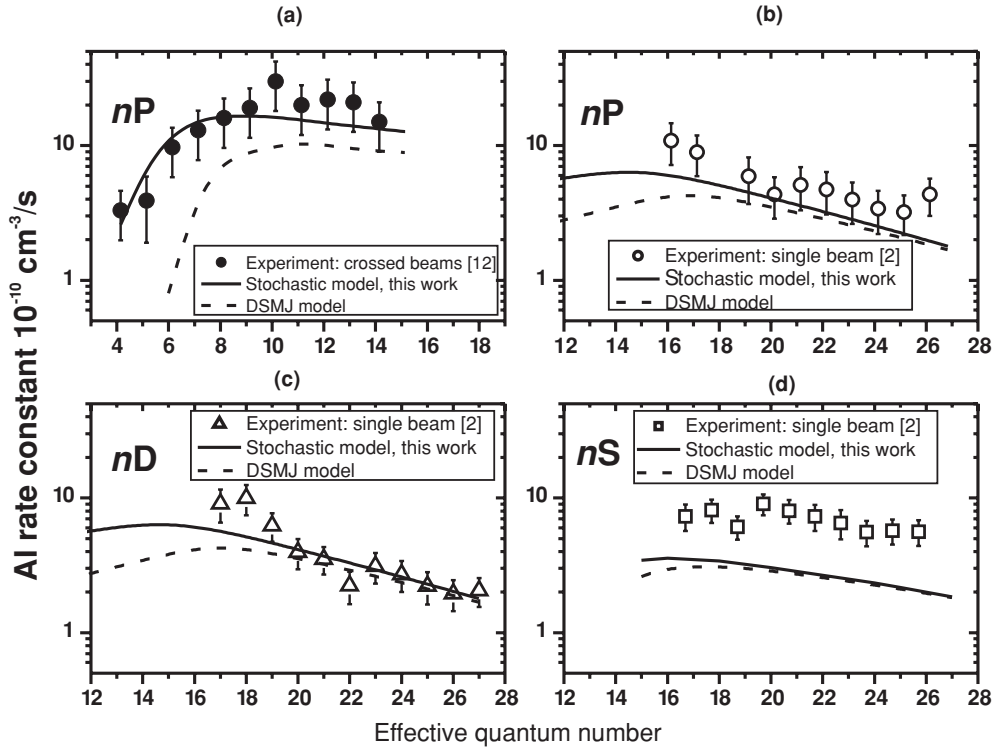 (a)
(b)
nP
10
1
Experiment: crossed beams [12]
Stochastic model, this work
DSMJ model
4 6 8 10 12 14 16 18
nP
10
1
Experiment: single beam [2]
Stochastic model, this work
DSMJ model
12 14 16 18 20 22 24 26 28
AI rate constant 10⁻¹⁰ cm⁻³/s
(c)
(d)
nD
10
1
Experiment: single beam [2]
Stochastic model, this work
DSMJ model
12 14 16 18 20 22 24 26 28
nS
10
1
Experiment: single beam [2]
Stochastic model, this work
DSMJ model
12 14 16 18 20 22 24 26 28
Effective quantum number